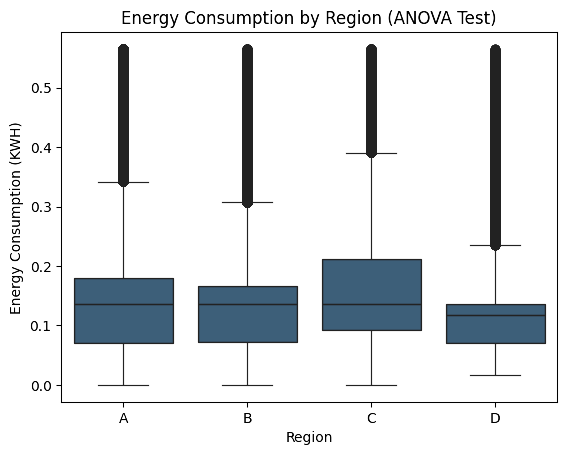 Energy Consumption by Region (ANOVA Test)
Energy Consumption (KWH)
0.5
0.4
0.3
0.2
0.1
0.0
A B C D
Region